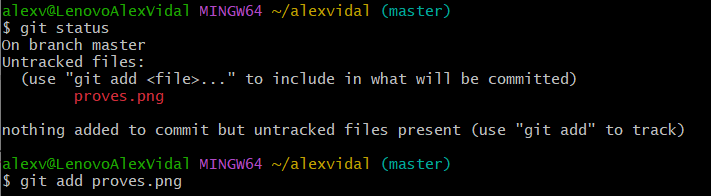 alexv@LenovoAlexVidal MINGW64 ~/alexvidal (master)
$ git status
On branch master
Untracked files:
  (use "git add <file>..." to include in what will be committed)
        proves.png

nothing added to commit but untracked files present (use "git add" to track)

alexv@LenovoAlexVidal MINGW64 ~/alexvidal (master)
$ git add proves.png